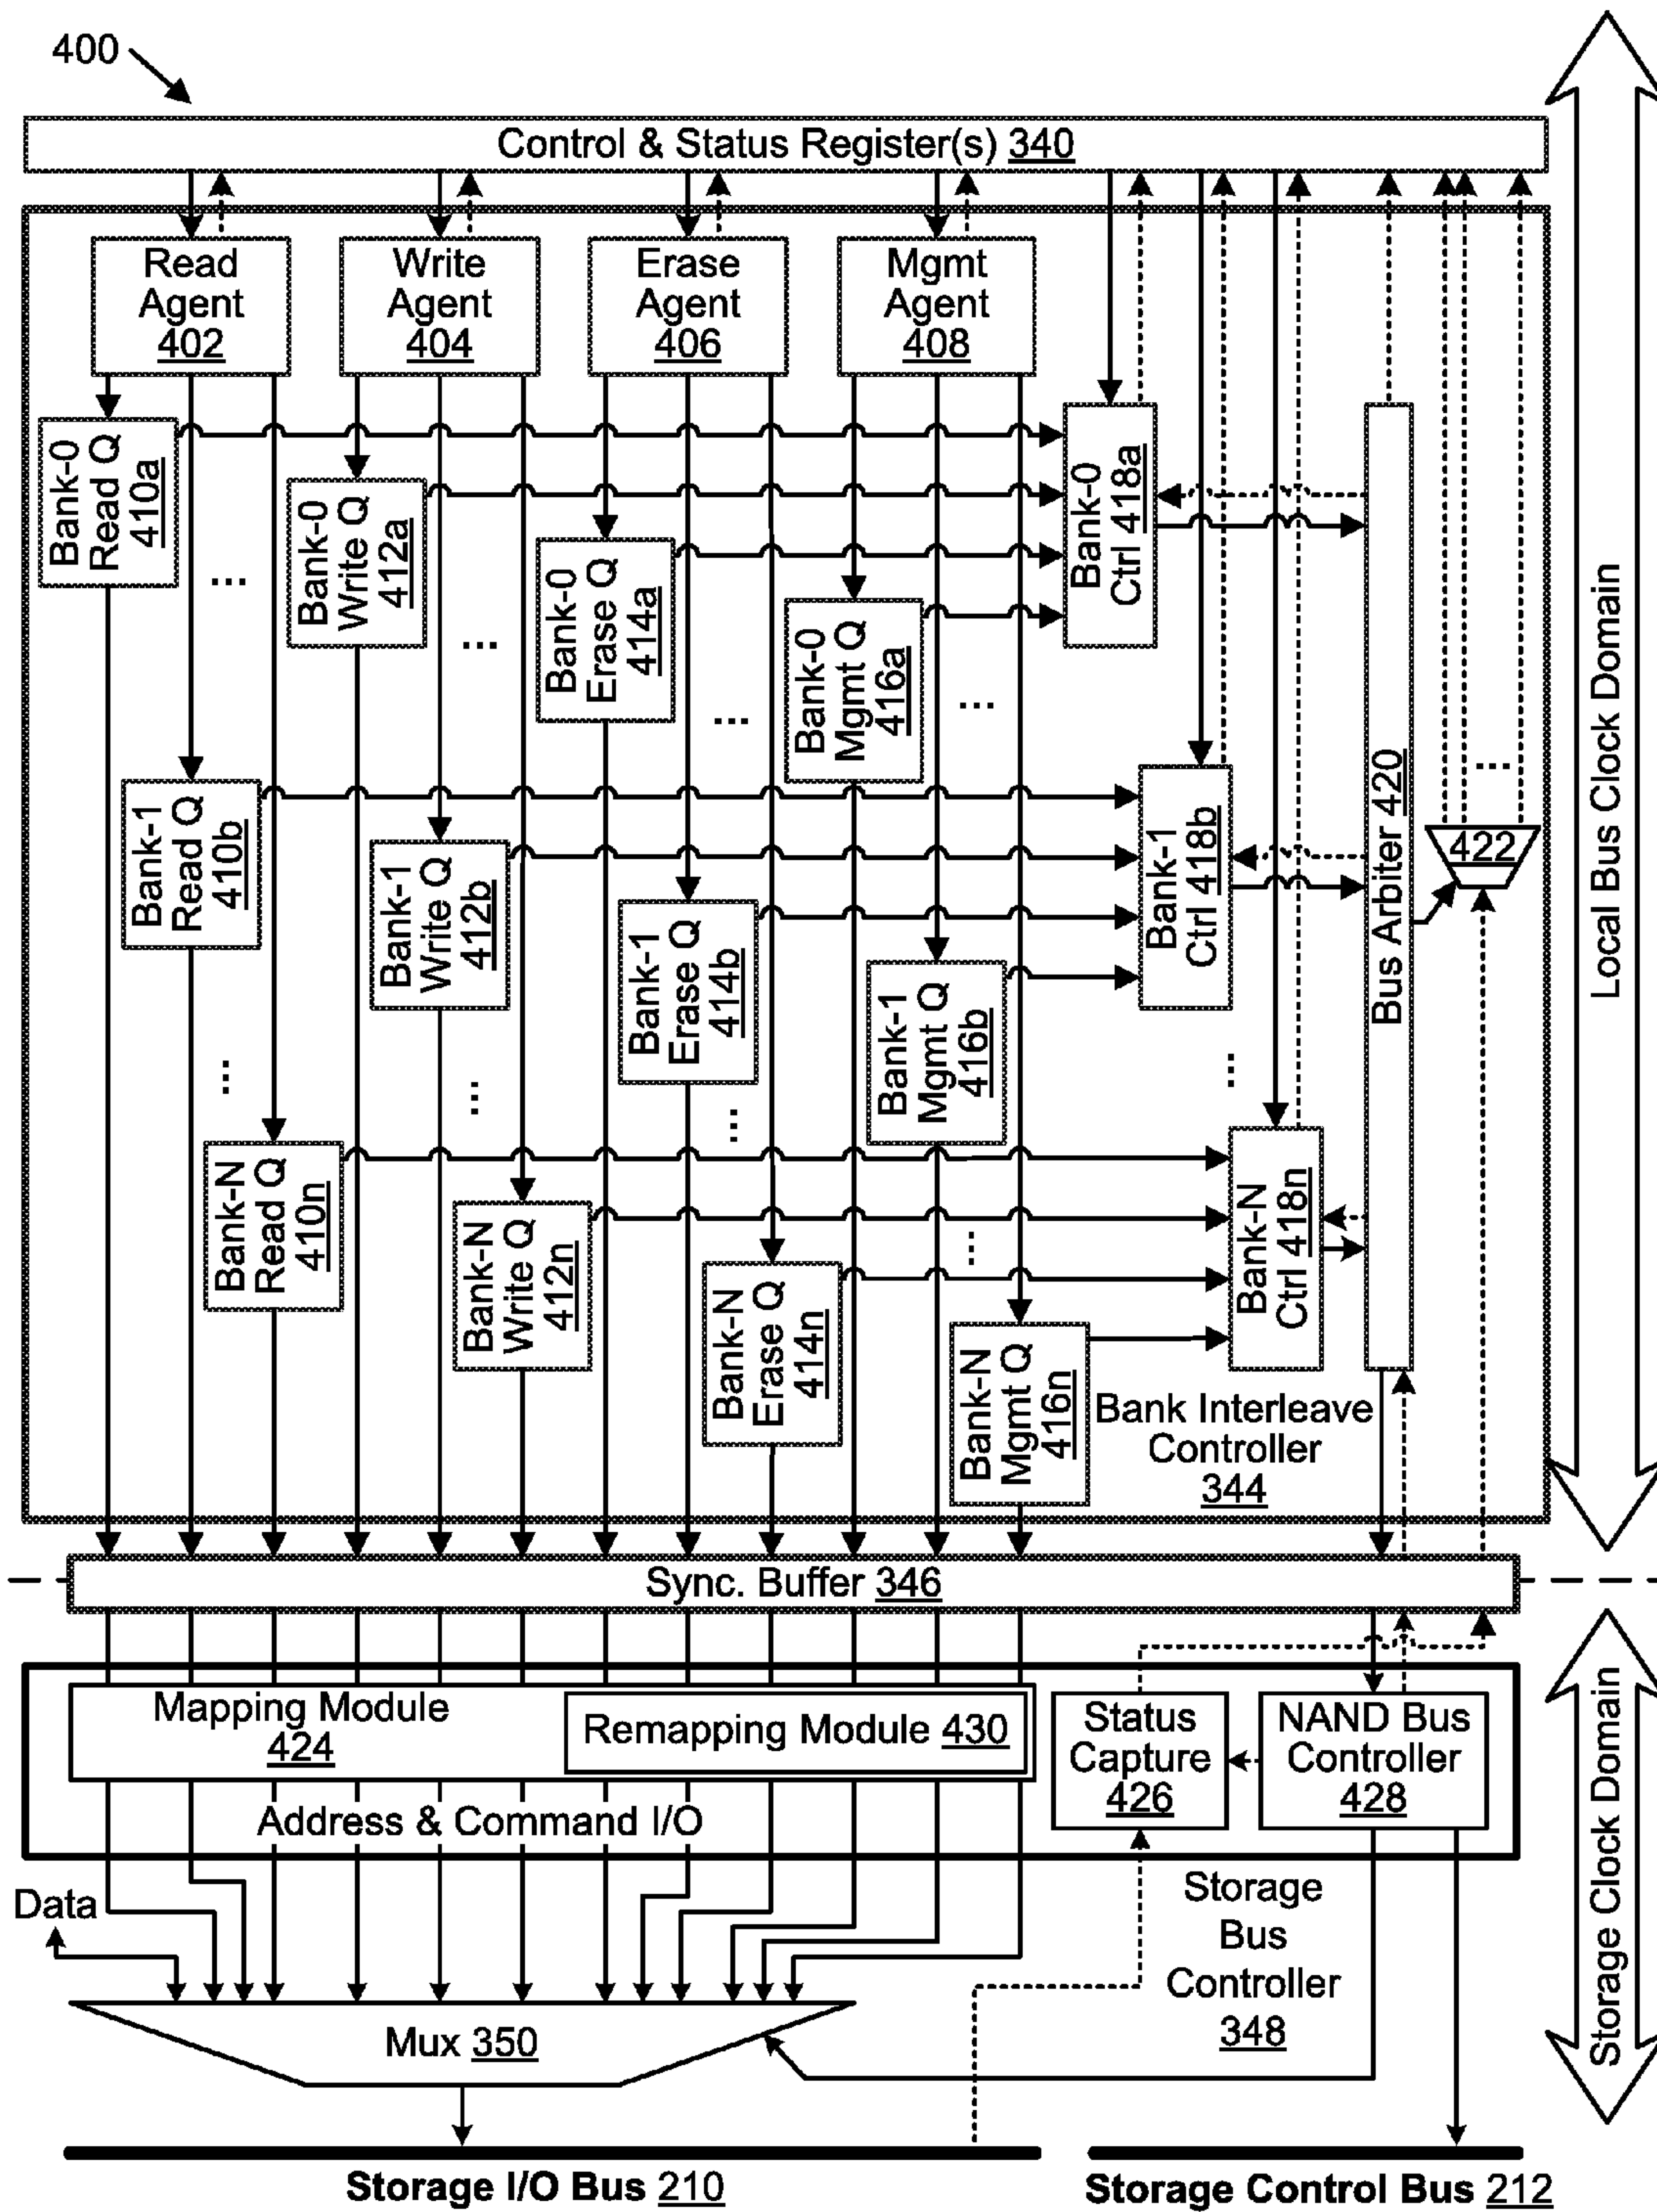 400
Control & Status Register(s) 340
Read
Agent
402
Write
Agent
404
Erase
Agent
406
Mgmt
Agent
408
Bank-0
Read Q
410a
...
Bank-0
Write Q
412a
...
Bank-0
Erase Q
414a
...
Bank-0
Mgmt Q
416a
...
Bank-0
Ctrl 418a
Bank-1
Read Q
410b
...
Bank-1
Write Q
412b
...
Bank-1
Erase Q
414b
...
Bank-1
Mgmt Q
416b
...
Bank-1
Ctrl 418b
...
Bank-N
Read Q
410n
Bank-N
Write Q
412n
Bank-N
Erase Q
414n
Bank-N
Mgmt Q
416n
Bank-N
Ctrl 418n
Bus Arbiter 420
...
422
Bank Interleave
Controller
344
Local Bus Clock Domain
Sync. Buffer 346
Mapping Module
424
Remapping Module 430
Status
Capture
426
NAND Bus
Controller
428
Address & Command I/O
Storage
Bus
Controller
348
Data
Mux 350
Storage Clock Domain
Storage I/O Bus 210
Storage Control Bus 212